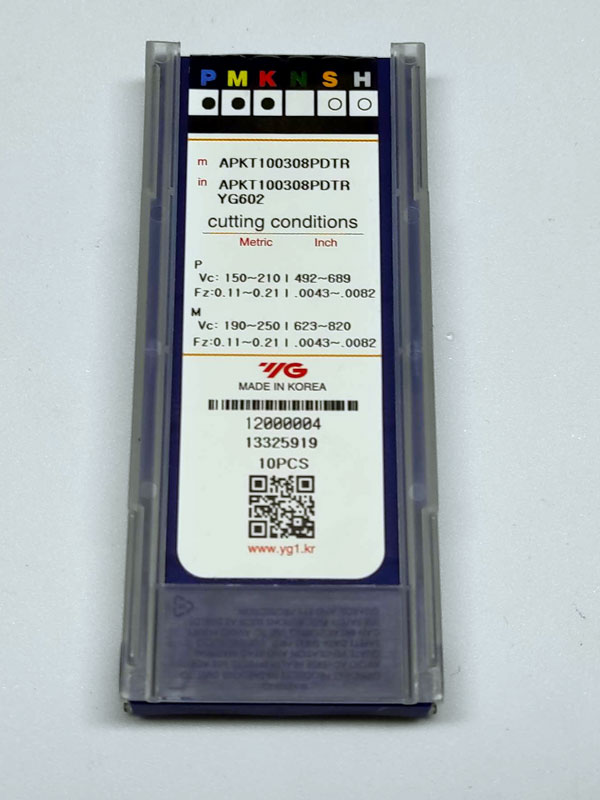 P M K N S H
m APKT100308PDTR
in APKT100308PDTR
YG602
cutting conditions
Metric Inch
P
Vc: 150~210 | 492~689
Fz:0.11~0.21 | .0043~.0082
M
Vc: 190~250 | 623~820
Fz:0.11~0.21 | .0043~.0082
YG
MADE IN KOREA
12000004
13325919
10PCS
www.yg1.kr